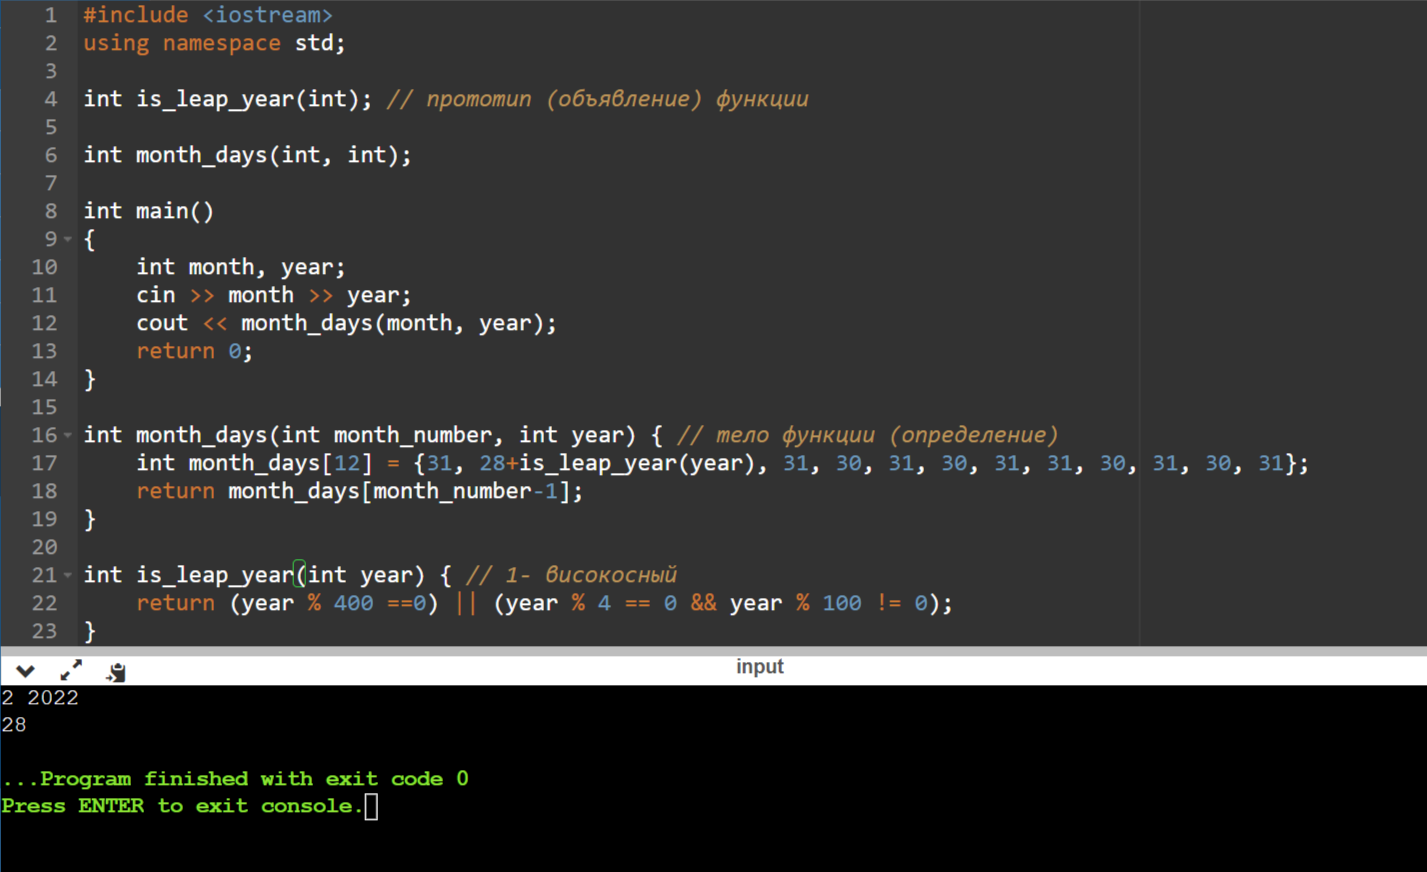 1 #include <iostream>
2 using namespace std;
3
4 int is_leap_year(int); // прототип (объявление) функции
5
6 int month_days(int, int);
7
8 int main()
9 {
10     int month, year;
11     cin >> month >> year;
12     cout << month_days(month, year);
13     return 0;
14 }
15
16 int month_days(int month_number, int year) { // тело функции (определение)
17     int month_days[12] = {31, 28+is_leap_year(year), 31, 30, 31, 30, 31, 31, 30, 31, 30, 31};
18     return month_days[month_number-1];
19 }
20
21 int is_leap_year(int year) { // 1- високосный
22     return (year % 400 ==0) || (year % 4 == 0 && year % 100 != 0);
23 }
input
2 2022
28
...Program finished with exit code 0
Press ENTER to exit console.